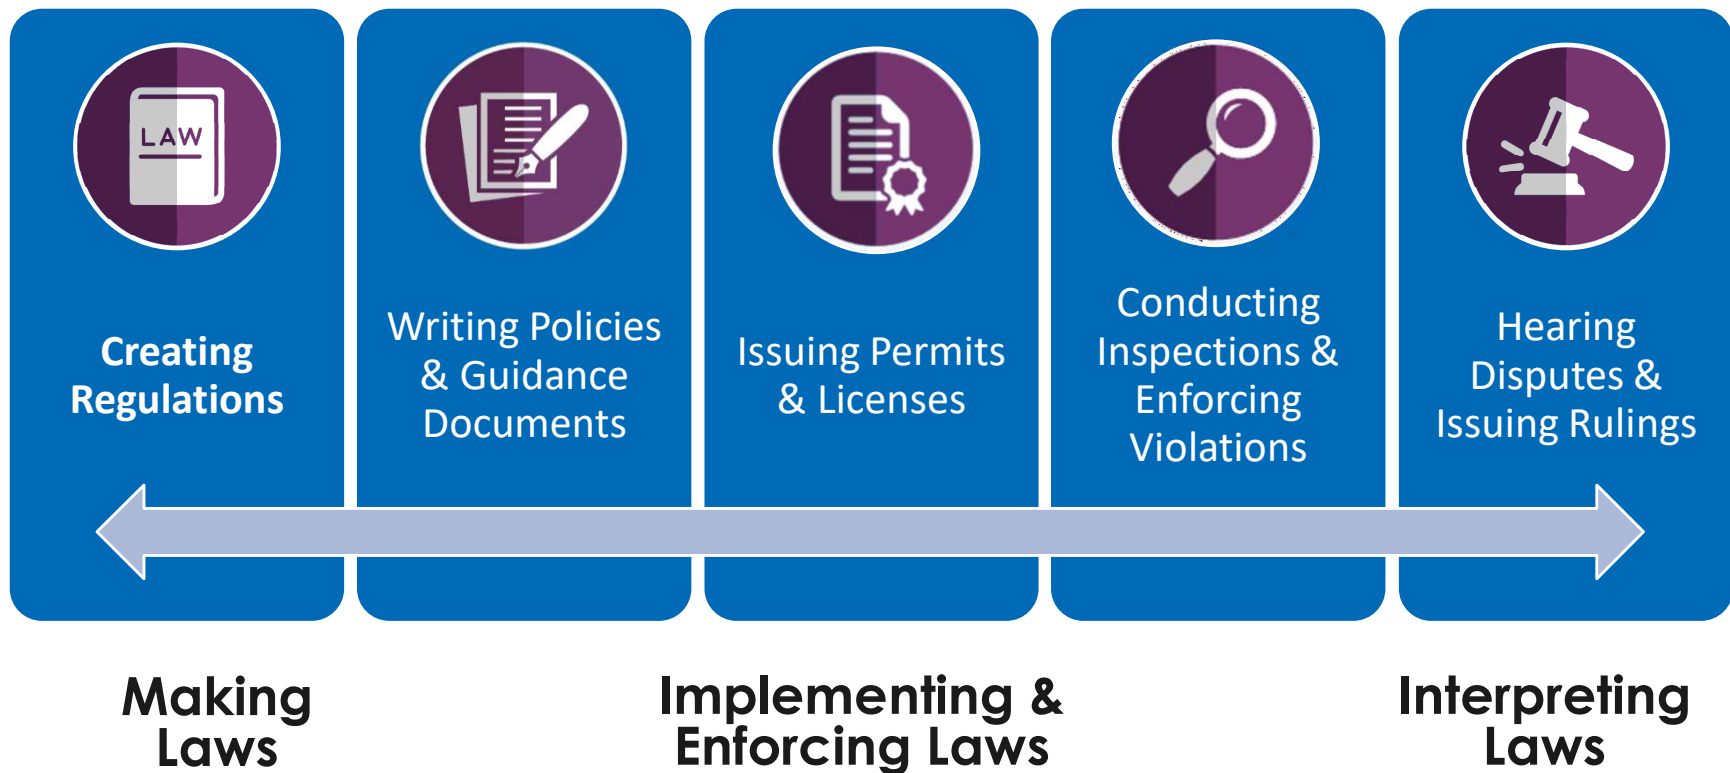 LAW
Creating
Regulations
Writing Policies
& Guidance
Documents
Issuing Permits
& Licenses
Conducting
Inspections &
Enforcing
Violations
Hearing
Disputes &
Issuing Rulings
Making
Laws
Implementing &
Enforcing Laws
Interpreting
Laws